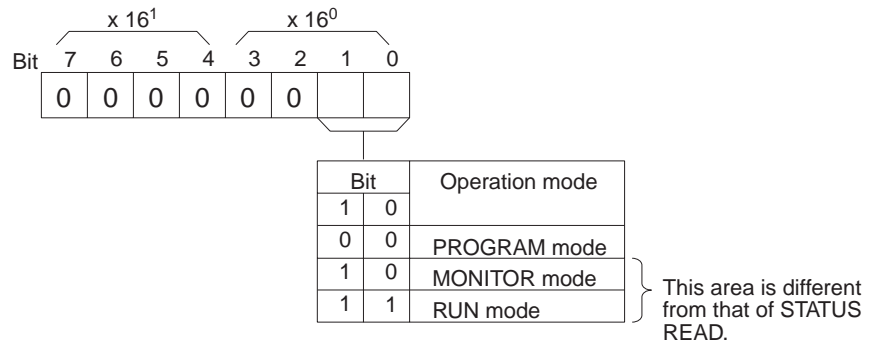 x 16¹ x 16⁰
Bit 7 6 5 4 3 2 1 0
0 0 0 0 0 0
Bit Operation mode
1 0
0 0 PROGRAM mode
1 0 MONITOR mode
1 1 RUN mode
This area is different
from that of STATUS
READ.